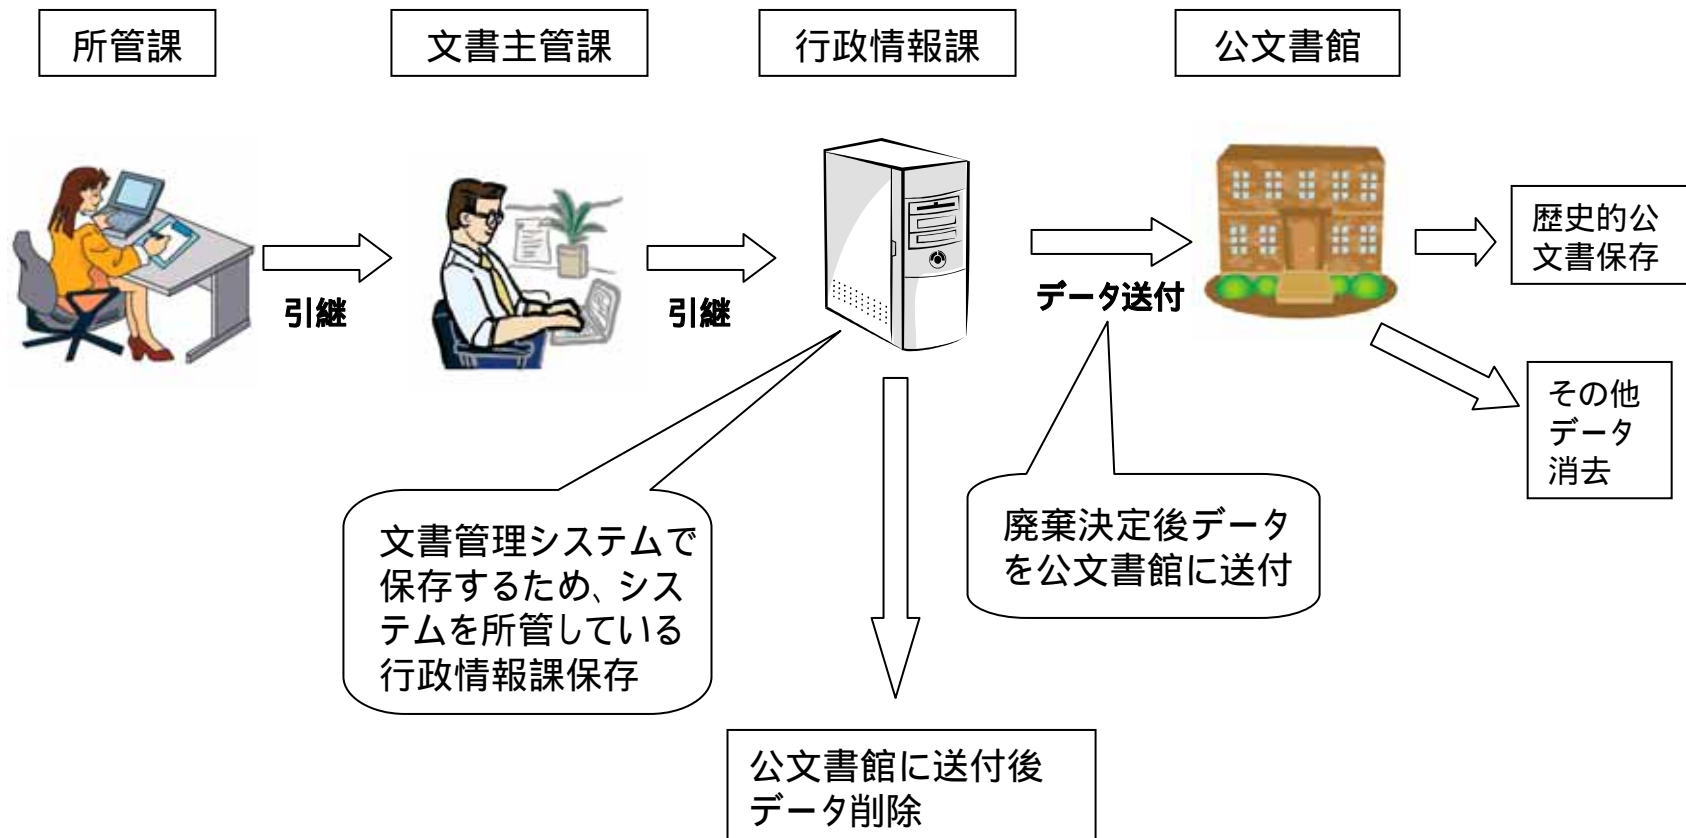 所管課
文書主管課
行政情報課
公文書館
引継
引継
データ送付
歴史的公
文書保存
その他
データ
消去
文書管理システムで
保存するため、シス
テムを所管している
行政情報課保存
廃棄決定後データ
を公文書館に送付
公文書館に送付後
データ削除